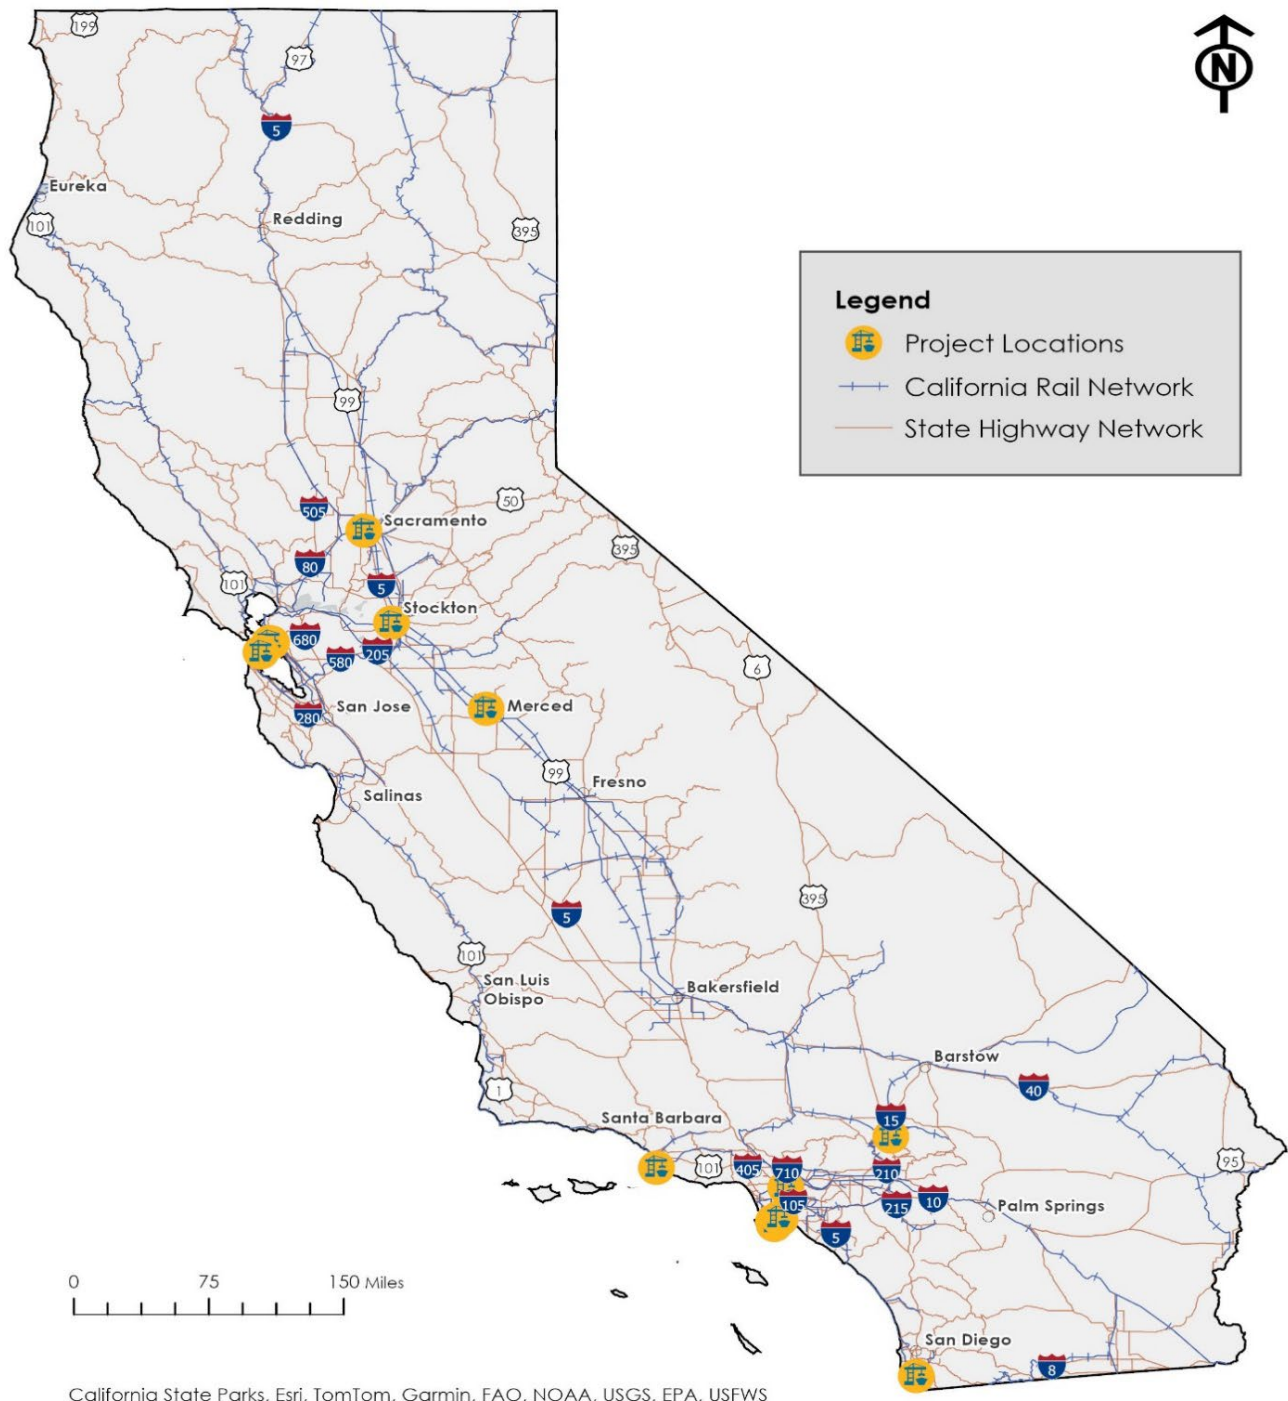 199
97
N
5
Eureka
101
Redding
395
Legend
Project Locations
California Rail Network
State Highway Network
99
505
Sacramento
50
395
80
101
5
Stockton
680
205
580
6
San Jose
280
Merced
99
Fresno
Salinas
395
5
101
San Luis
Obispo
Bakersfield
Barstow
40
1
15
Santa Barbara
101
405
710
210
95
105
215
10
Palm Springs
5
0 75 150 Miles
San Diego
8
California State Parks, Esri, TomTom, Garmin, FAO, NOAA, USGS, EPA, USFWS